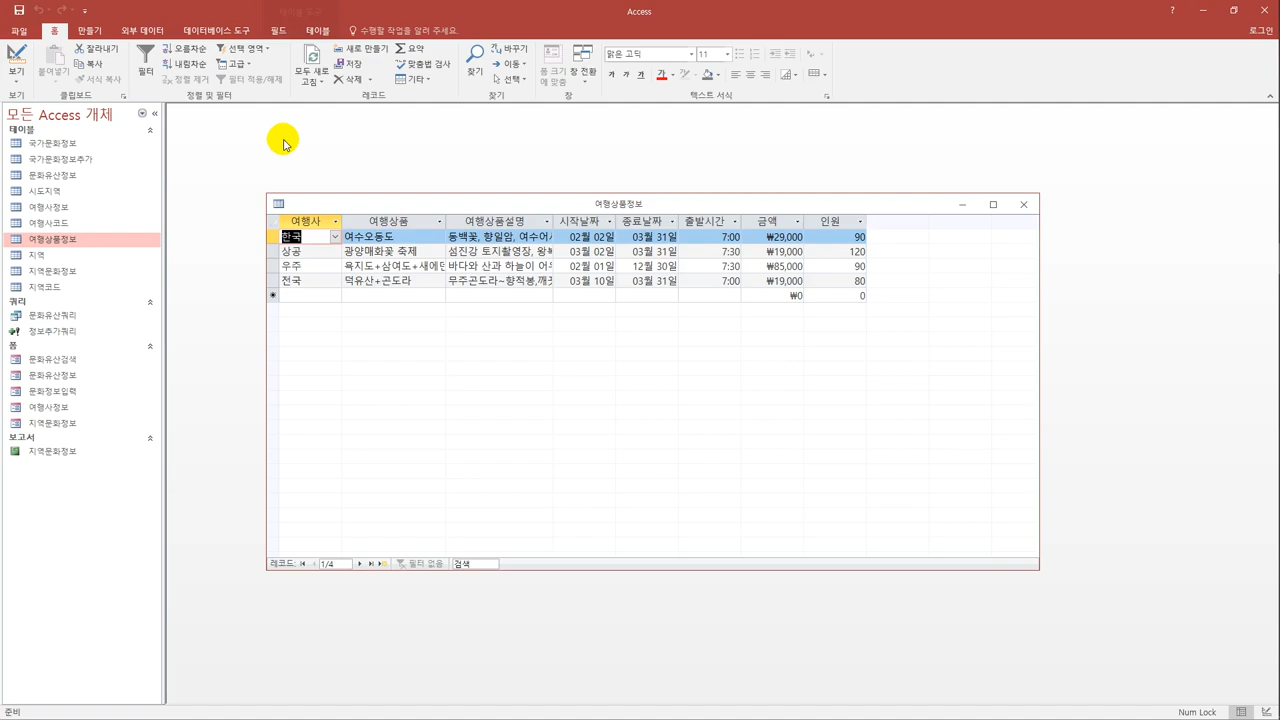 테이블 도구
Access
?
파일 홈 만들기 외부 데이터 데이터베이스 도구 필드 테이블 수행할 작업을 알려 주세요. 로그인
보기 붙여넣기 잘라내기 복사 서식 복사
필터 오름차순 내림차순 정렬 제거 선택 영역 고급 필터 적용/해제
모두 새로 고침 새로 만들기 저장 삭제 요약 맞춤법 검사 기타
찾기 바꾸기 이동 선택
폼 크기에 맞춤 창 전환
맑은 고딕 11
가 가 가 가
보기 클립보드 정렬 및 필터 레코드 찾기 창 텍스트 서식
모든 Access 개체
테이블
국가문화정보
국가문화정보추가
문화유산정보
시도지역
여행사정보
여행사코드
여행상품정보
지역
지역문화정보
지역코드
쿼리
문화유산쿼리
정보추가쿼리
폼
문화유산검색
문화유산정보
문화정보입력
여행사정보
지역문화정보
보고서
지역문화정보
여행상품정보
여행사 여행상품 여행상품설명 시작날짜 종료날짜 출발시간 금액 인원
한국 여수오동도 동백꽃, 향일암, 여수어시 02월 02일 03월 31일 7:00 ₩29,000 90
상공 광양매화꽃 축제 섬진강 토지촬영장, 왕복 03월 02일 03월 31일 7:30 ₩19,000 120
우주 욕지도+삼여도+새에덴 바다와 산과 하늘이 어우 02월 01일 12월 30일 7:30 ₩85,000 90
전국 덕유산+곤도라 무주곤도라~향적봉,깨끗 03월 10일 03월 31일 7:00 ₩19,000 80
₩0 0
레코드: 1/4 필터 없음 검색
준비 Num Lock